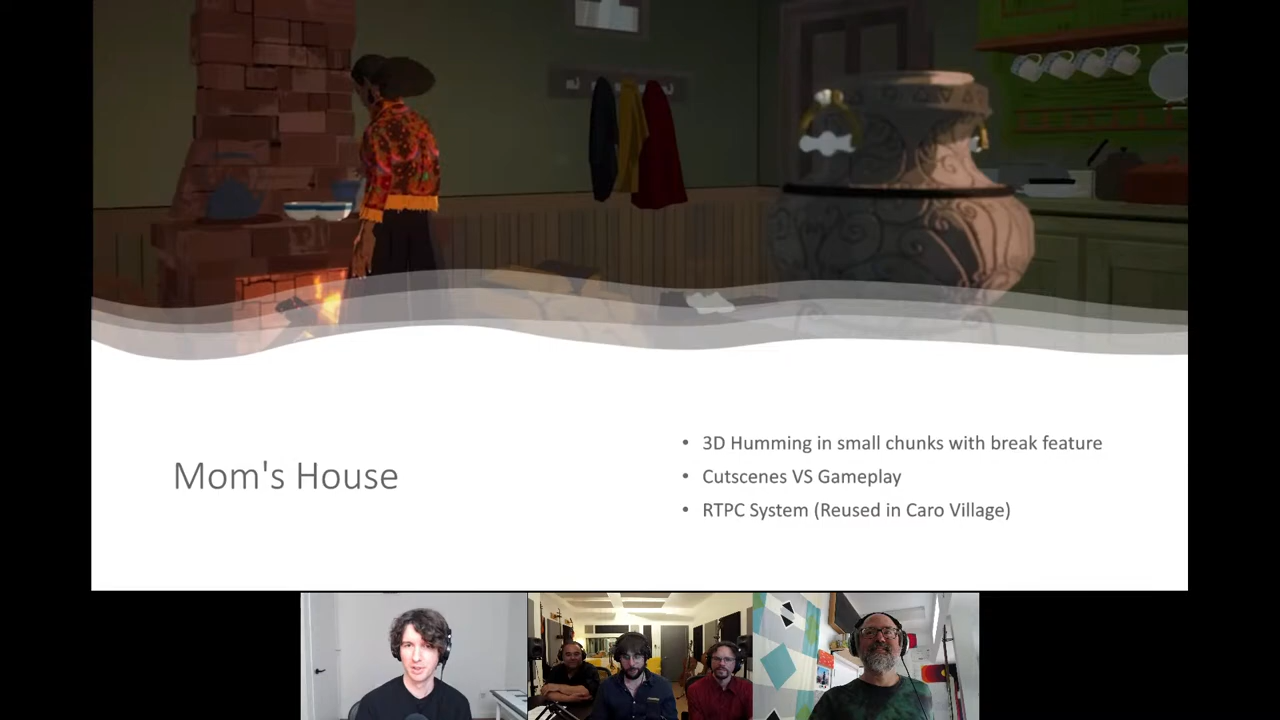 Mom's House
• 3D Humming in small chunks with break feature
• Cutscenes VS Gameplay
• RTPC System (Reused in Caro Village)